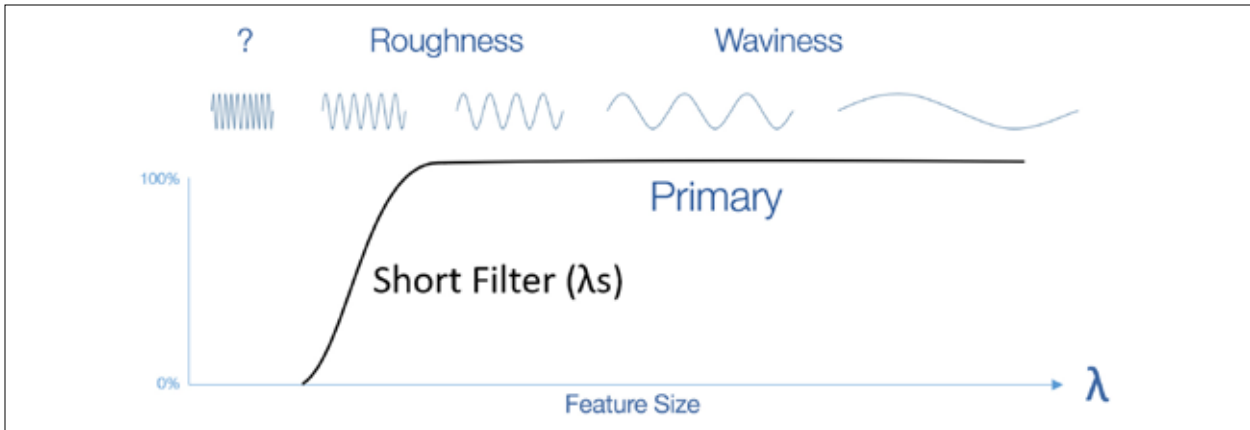 ?
Roughness
Waviness
100%
Primary
Short Filter (λs)
0%
λ
Feature Size